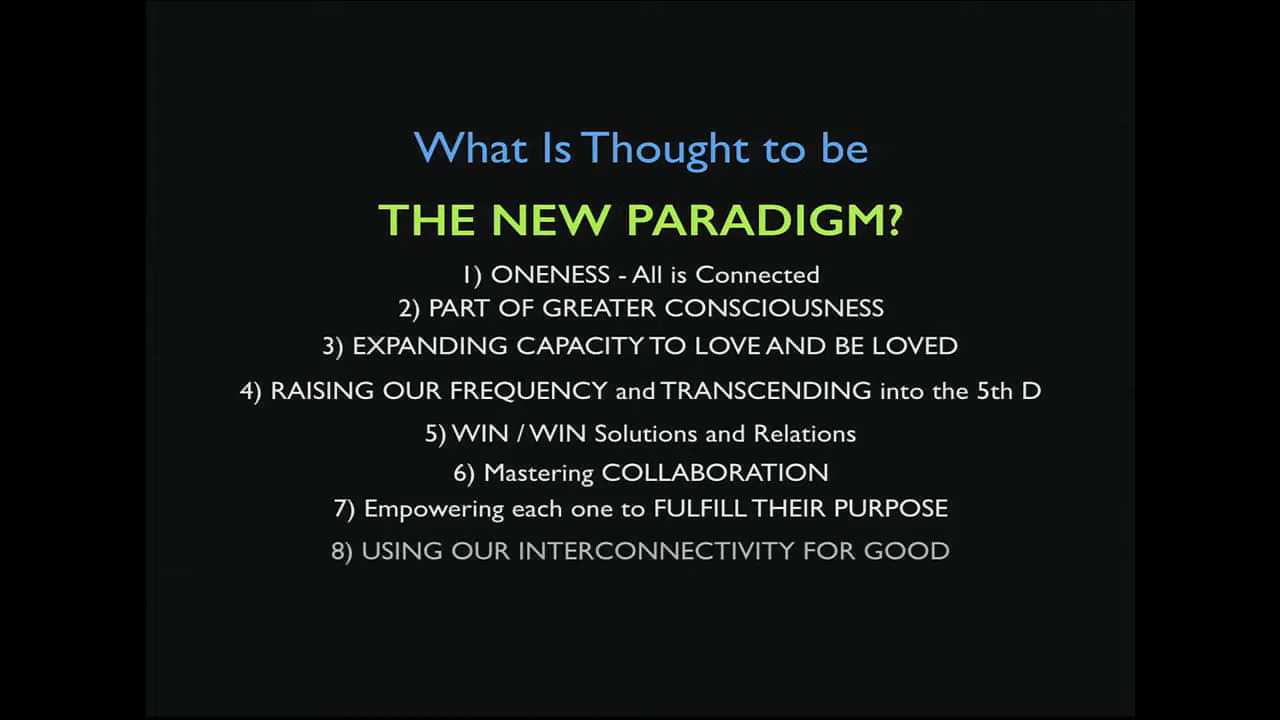 What Is Thought to be
THE NEW PARADIGM?
1) ONENESS - All is Connected
2) PART OF GREATER CONSCIOUSNESS
3) EXPANDING CAPACITY TO LOVE AND BE LOVED
4) RAISING OUR FREQUENCY and TRANSCENDING into the 5th D
5) WIN / WIN Solutions and Relations
6) Mastering COLLABORATION
7) Empowering each one to FULFILL THEIR PURPOSE
8) USING OUR INTERCONNECTIVITY FOR GOOD